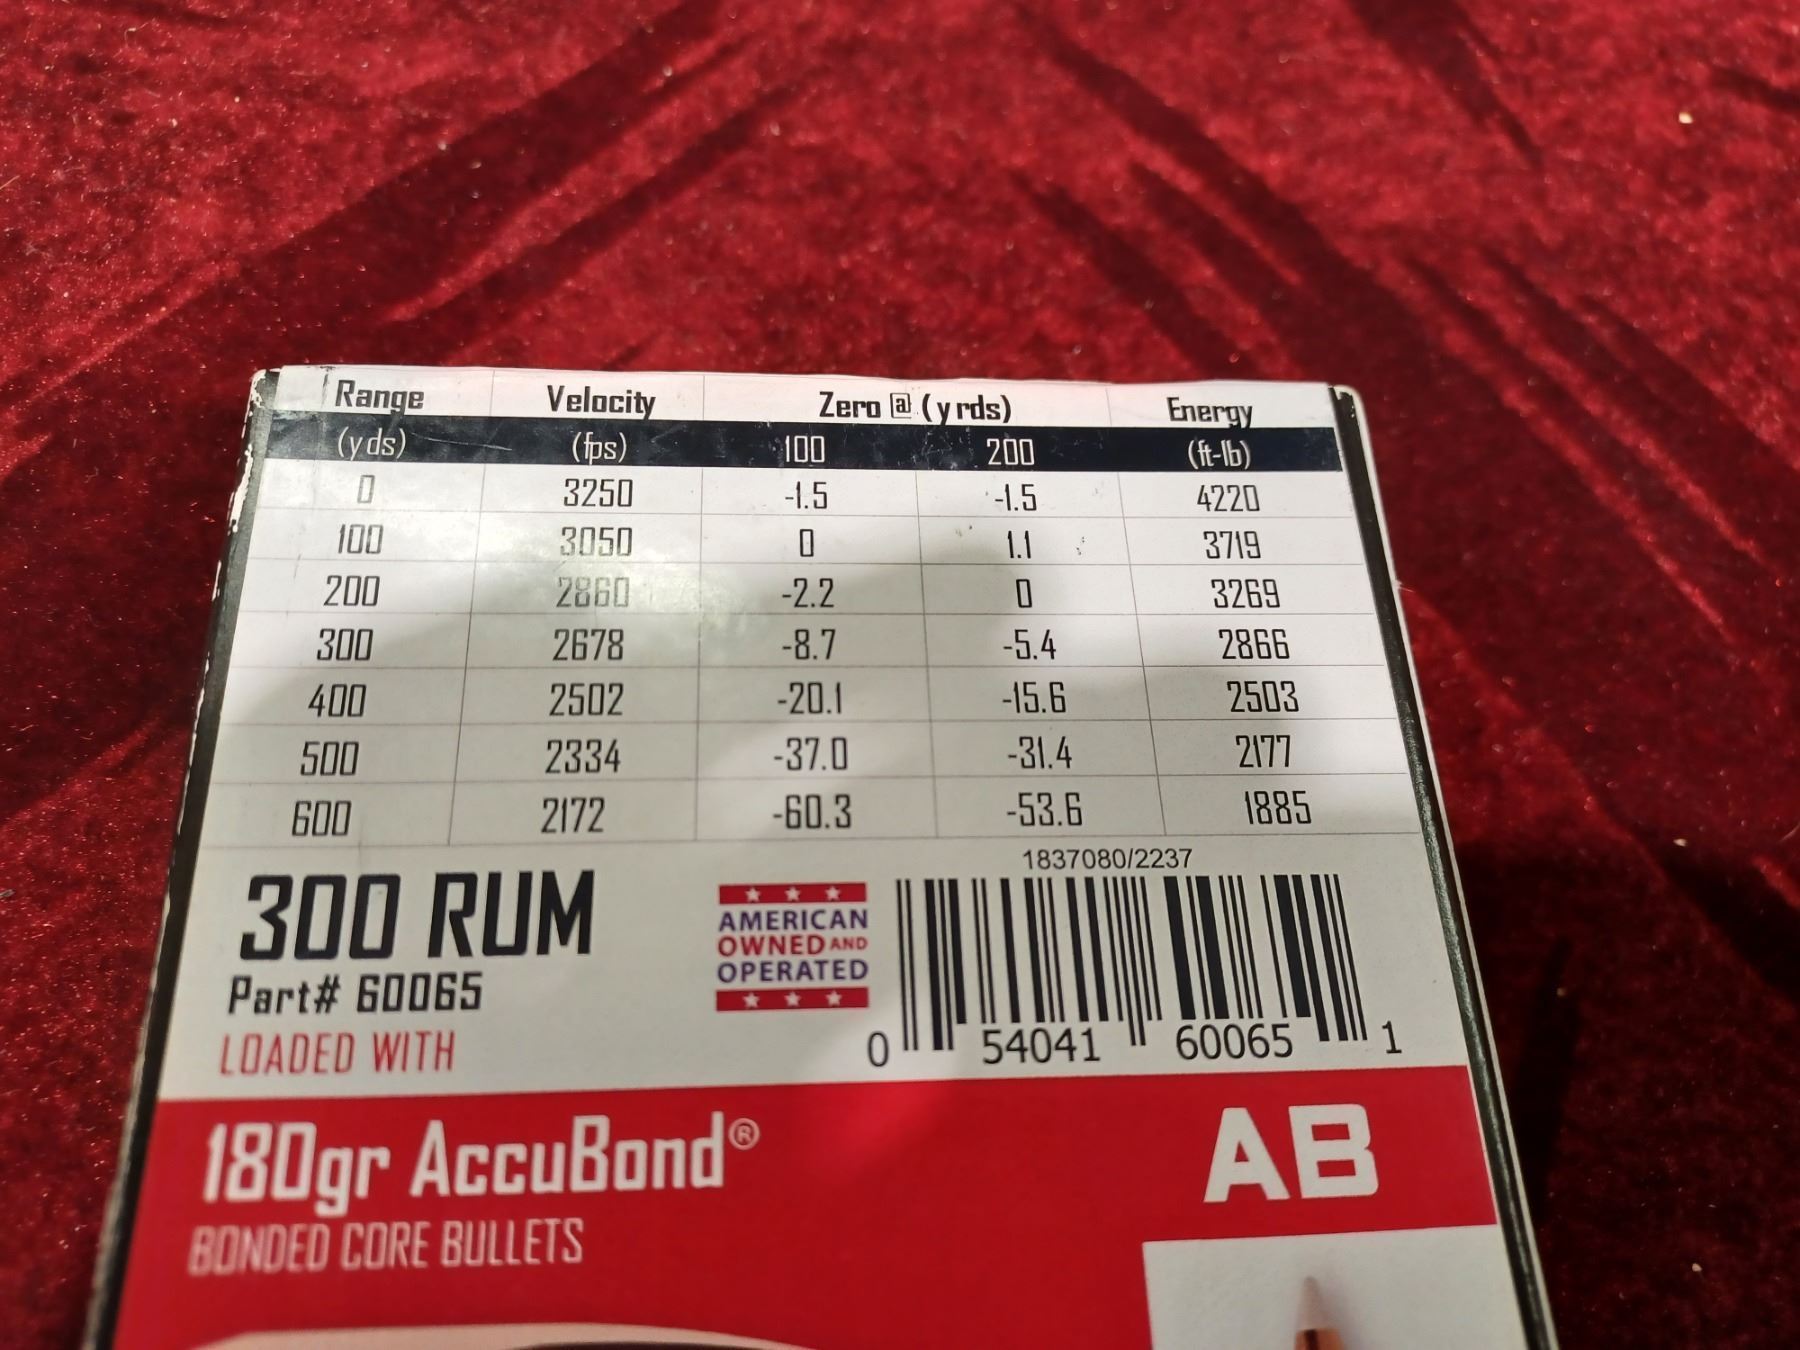 Range Velocity Zero @ (yrds) Energy
(yds) (fps) 100 200 (ft-lb)
0 3250 -1.5 -1.5 4220
100 3050 0 1.1 3719
200 2860 -2.2 0 3269
300 2678 -8.7 -5.4 2866
400 2502 -20.1 -15.6 2503
500 2334 -37.0 -31.4 2177
600 2172 -60.3 -53.6 1885
1837080/2237
300 RUM
Part# 60065
LOADED WITH
★ ★ ★
AMERICAN
OWNED AND
OPERATED
★ ★ ★
0 54041 60065 1
180gr AccuBond®
BONDED CORE BULLETS
AB